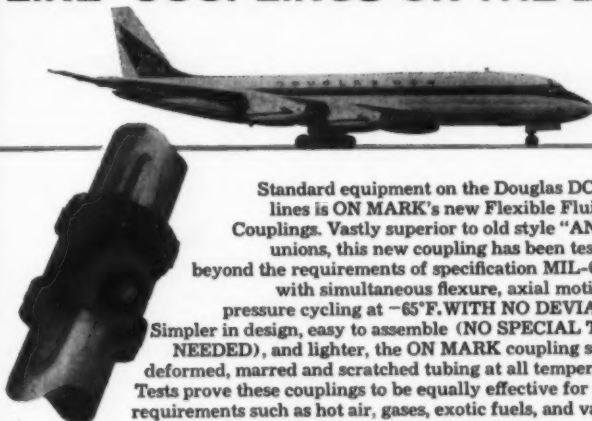 COUPLINGS ON THE
DOUGLAS
Standard equipment on the Douglas DC
lines is ON MARK's new Flexible Flui
Couplings. Vastly superior to old style "AN
unions, this new coupling has been tes
beyond the requirements of specification MIL-
with simultaneous flexure, axial moti
pressure cycling at −65°F. WITH NO DEVIA
Simpler in design, easy to assemble (NO SPECIAL T
NEEDED), and lighter, the ON MARK coupling s
deformed, marred and scratched tubing at all temper
Tests prove these couplings to be equally effective for
requirements such as hot air, gases, exotic fuels, and va